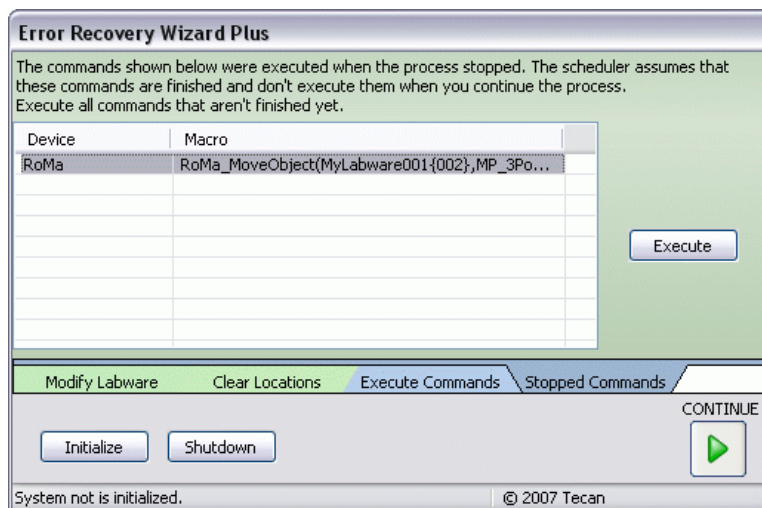 Error Recovery Wizard Plus
The commands shown below were executed when the process stopped. The scheduler assumes that
these commands are finished and don't execute them when you continue the process.
Execute all commands that aren't finished yet.
Device Macro
RoMa RoMa_MoveObject(MyLabware001{002},MP_3Po...
Execute
Modify Labware Clear Locations Execute Commands Stopped Commands
CONTINUE
Initialize Shutdown
System not is initialized. © 2007 Tecan